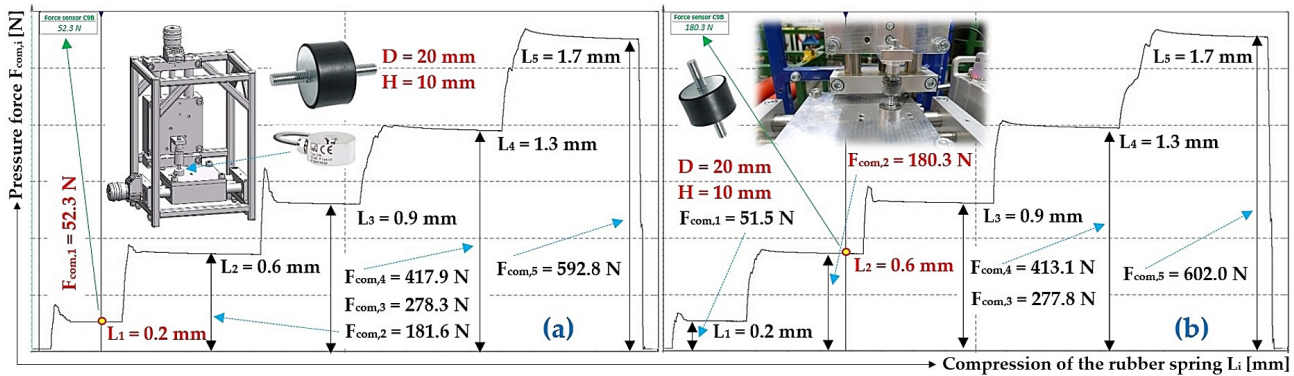 Pressure force Fcom,i [N]
Force sensor C9B
52.3 N
D = 20 mm
H = 10 mm
L₅ = 1.7 mm
L₄ = 1.3 mm
L₃ = 0.9 mm
L₂ = 0.6 mm
L₁ = 0.2 mm
Fcom,1 = 52.3 N
Fcom,4 = 417.9 N
Fcom,3 = 278.3 N
Fcom,2 = 181.6 N
Fcom,5 = 592.8 N
(a)
Force sensor C9B
180.3 N
D = 20 mm
H = 10 mm
Fcom,1 = 51.5 N
Fcom,2 = 180.3 N
L₅ = 1.7 mm
L₄ = 1.3 mm
L₃ = 0.9 mm
L₂ = 0.6 mm
L₁ = 0.2 mm
Fcom,4 = 413.1 N
Fcom,3 = 277.8 N
Fcom,5 = 602.0 N
(b)
Compression of the rubber spring Li [mm]